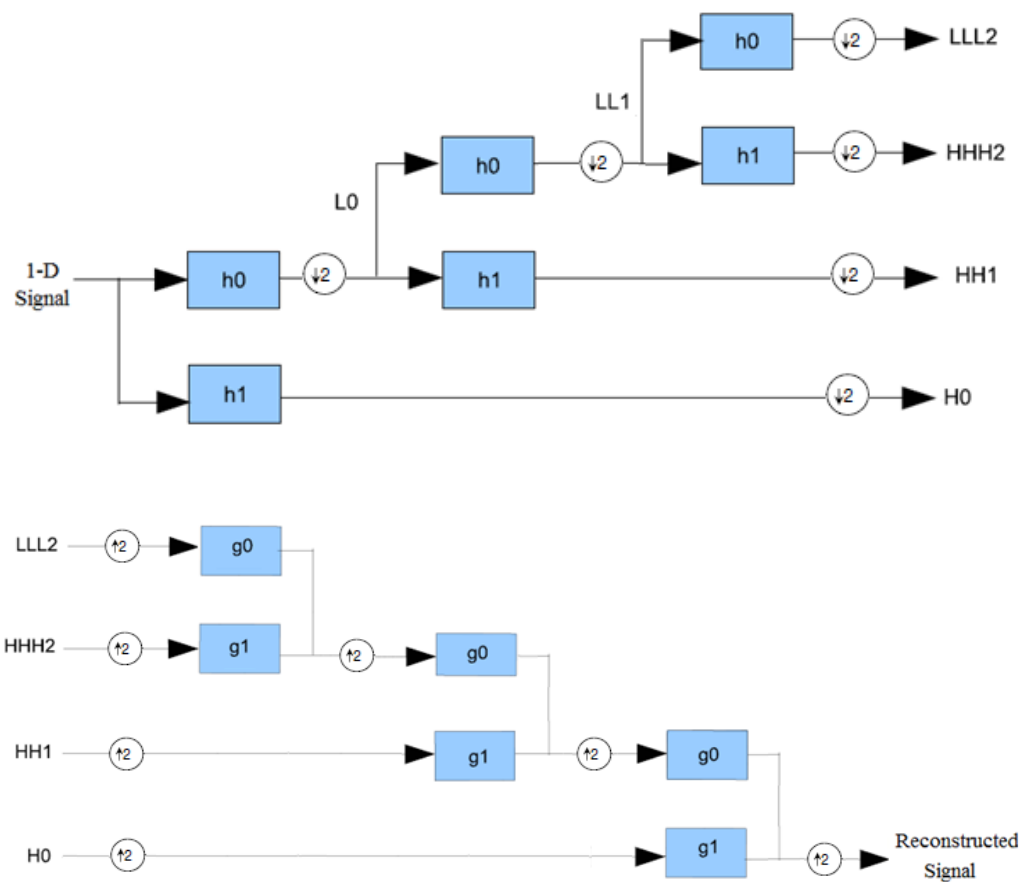 h0
↓2
LLL2
LL1
h0
↓2
h1
↓2
HHH2
L0
1-D
Signal
h0
↓2
h1
↓2
HH1
h1
↓2
H0
LLL2
↑2
g0
HHH2
↑2
g1
↑2
g0
HH1
↑2
g1
↑2
g0
H0
↑2
g1
↑2
Reconstructed
Signal